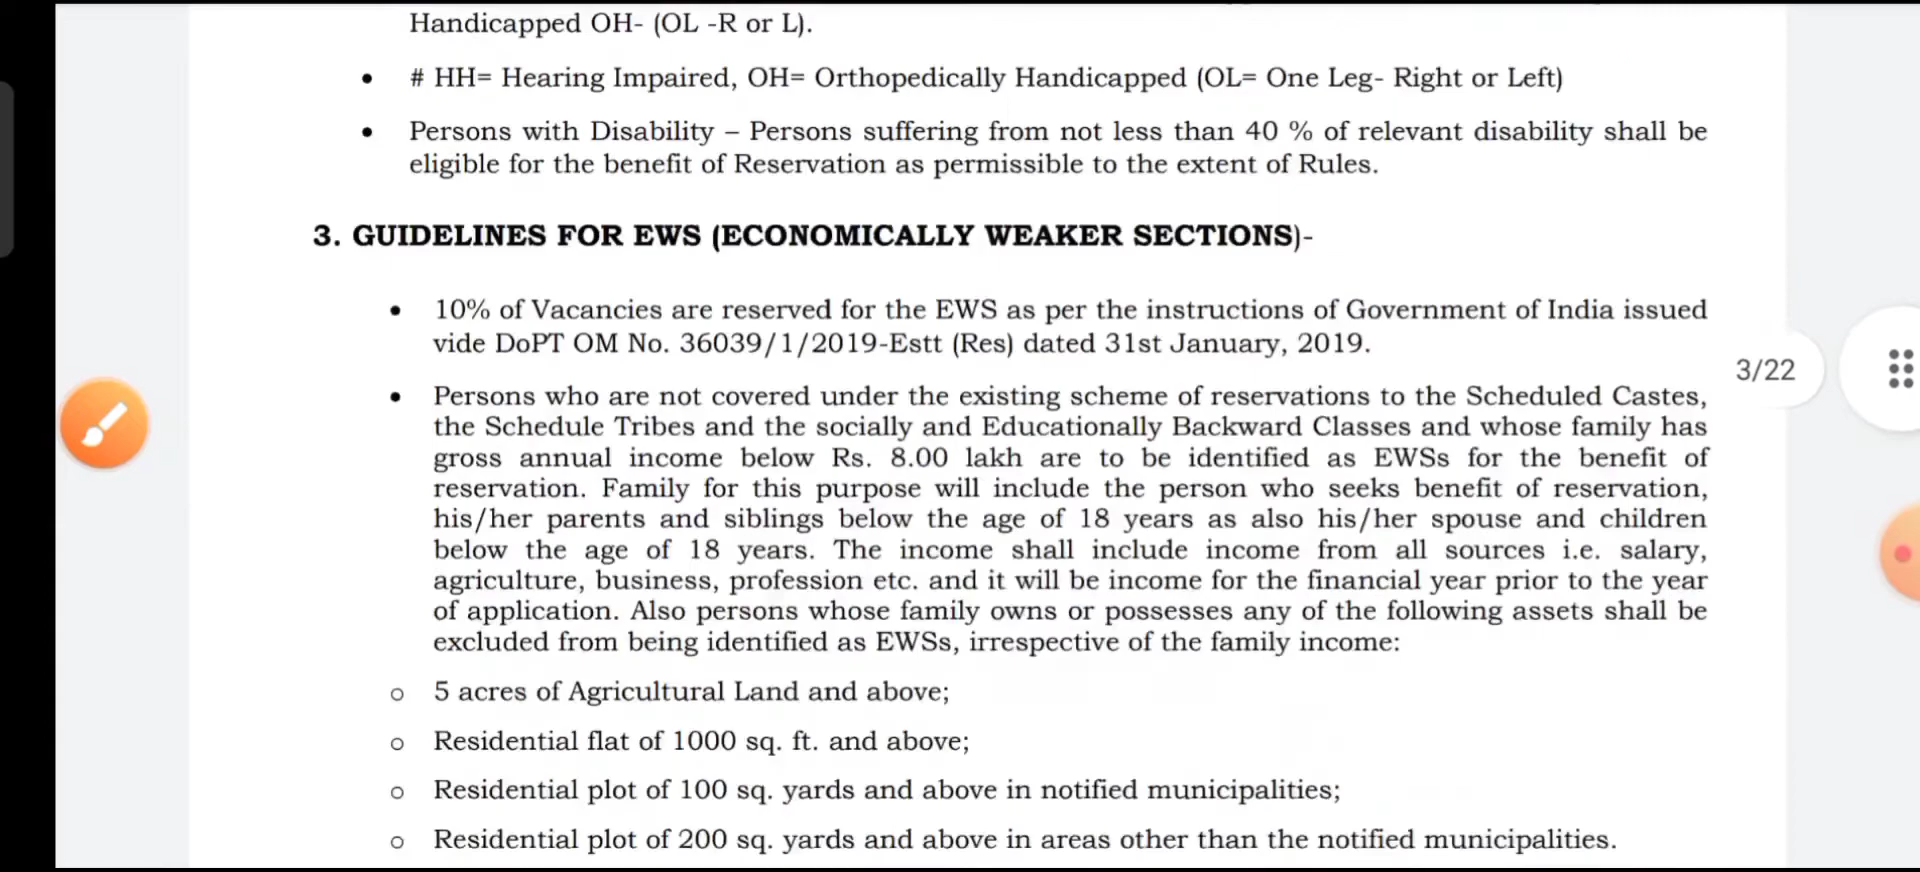 Handicapped OH- (OL -R or L).
• # HH= Hearing Impaired, OH= Orthopedically Handicapped (OL= One Leg- Right or Left)
• Persons with Disability – Persons suffering from not less than 40 % of relevant disability shall be
eligible for the benefit of Reservation as permissible to the extent of Rules.
3. GUIDELINES FOR EWS (ECONOMICALLY WEAKER SECTIONS)-
• 10% of Vacancies are reserved for the EWS as per the instructions of Government of India issued
vide DoPT OM No. 36039/1/2019-Estt (Res) dated 31st January, 2019.
3/22
• Persons who are not covered under the existing scheme of reservations to the Scheduled Castes,
the Schedule Tribes and the socially and Educationally Backward Classes and whose family has
gross annual income below Rs. 8.00 lakh are to be identified as EWSs for the benefit of
reservation. Family for this purpose will include the person who seeks benefit of reservation,
his/her parents and siblings below the age of 18 years as also his/her spouse and children
below the age of 18 years. The income shall include income from all sources i.e. salary,
agriculture, business, profession etc. and it will be income for the financial year prior to the year
of application. Also persons whose family owns or possesses any of the following assets shall be
excluded from being identified as EWSs, irrespective of the family income:
o 5 acres of Agricultural Land and above;
o Residential flat of 1000 sq. ft. and above;
o Residential plot of 100 sq. yards and above in notified municipalities;
o Residential plot of 200 sq. yards and above in areas other than the notified municipalities.